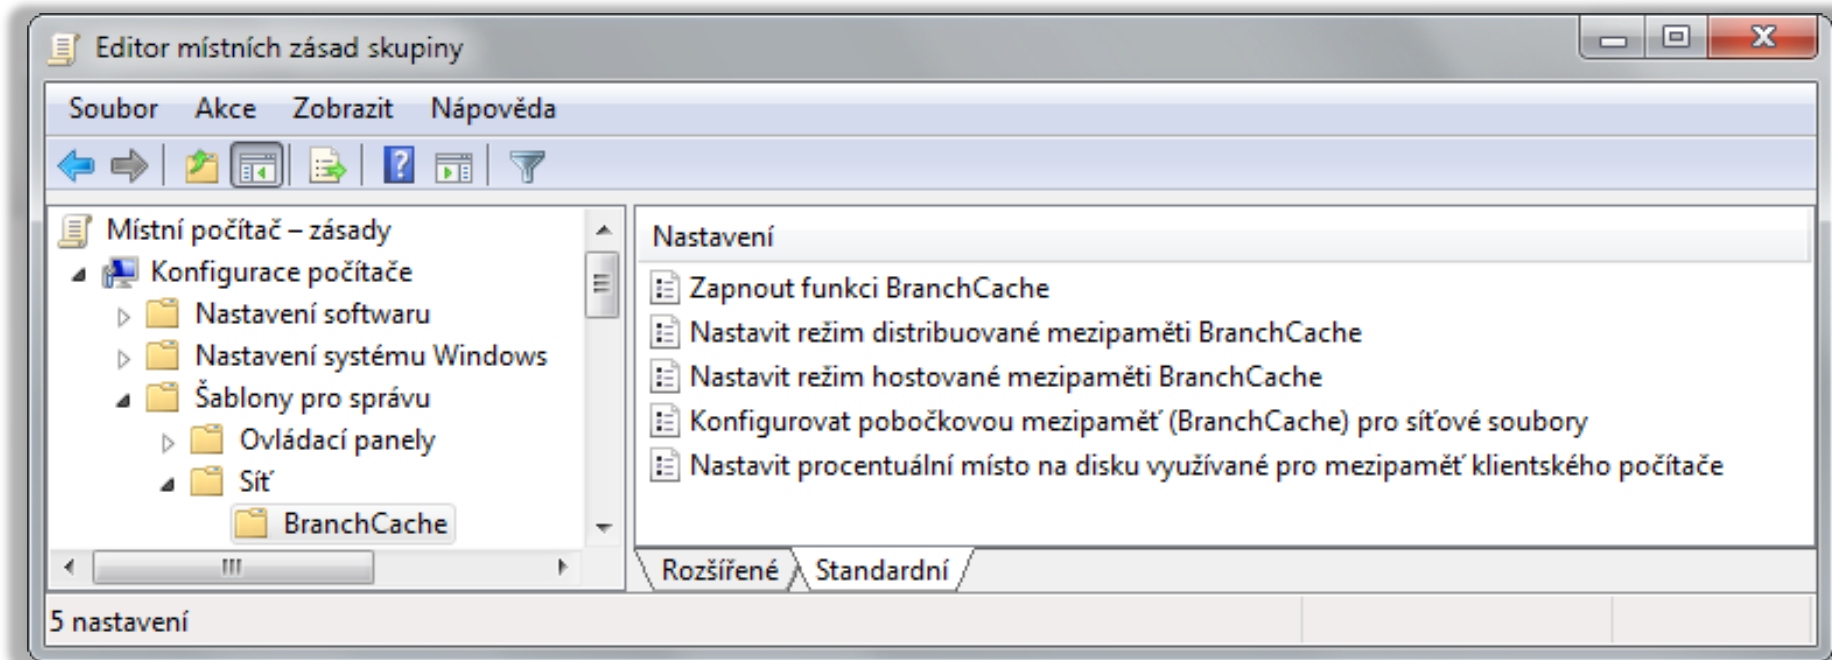 Editor místních zásad skupiny
Soubor Akce Zobrazit Nápověda
Místní počítač – zásady
Konfigurace počítače
Nastavení softwaru
Nastavení systému Windows
Šablony pro správu
Ovládací panely
Síť
BranchCache
Nastavení
Zapnout funkci BranchCache
Nastavit režim distribuované mezipaměti BranchCache
Nastavit režim hostované mezipaměti BranchCache
Konfigurovat pobočkovou mezipaměť (BranchCache) pro síťové soubory
Nastavit procentuální místo na disku využívané pro mezipaměť klientského počítače
Rozšířené Standardní
5 nastavení